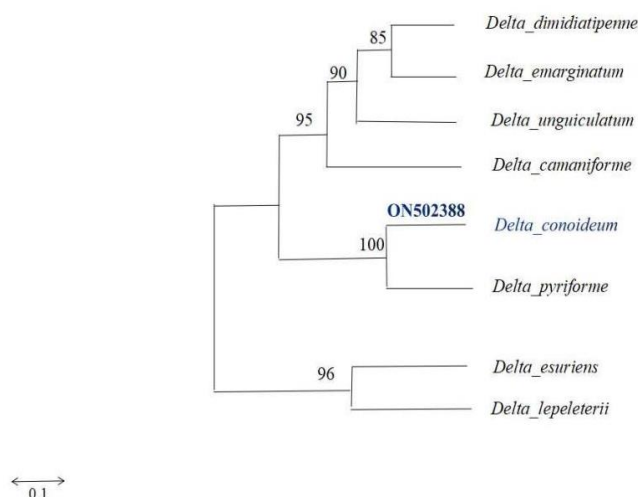 85
Delta_dimidiatipenne
90
Delta_emarginatum
95
Delta_unguiculatum
Delta_camaniforme
ON502388
Delta_conoideum
100
Delta_pyriforme
96
Delta_esuriens
Delta_lepeleterii
0.1